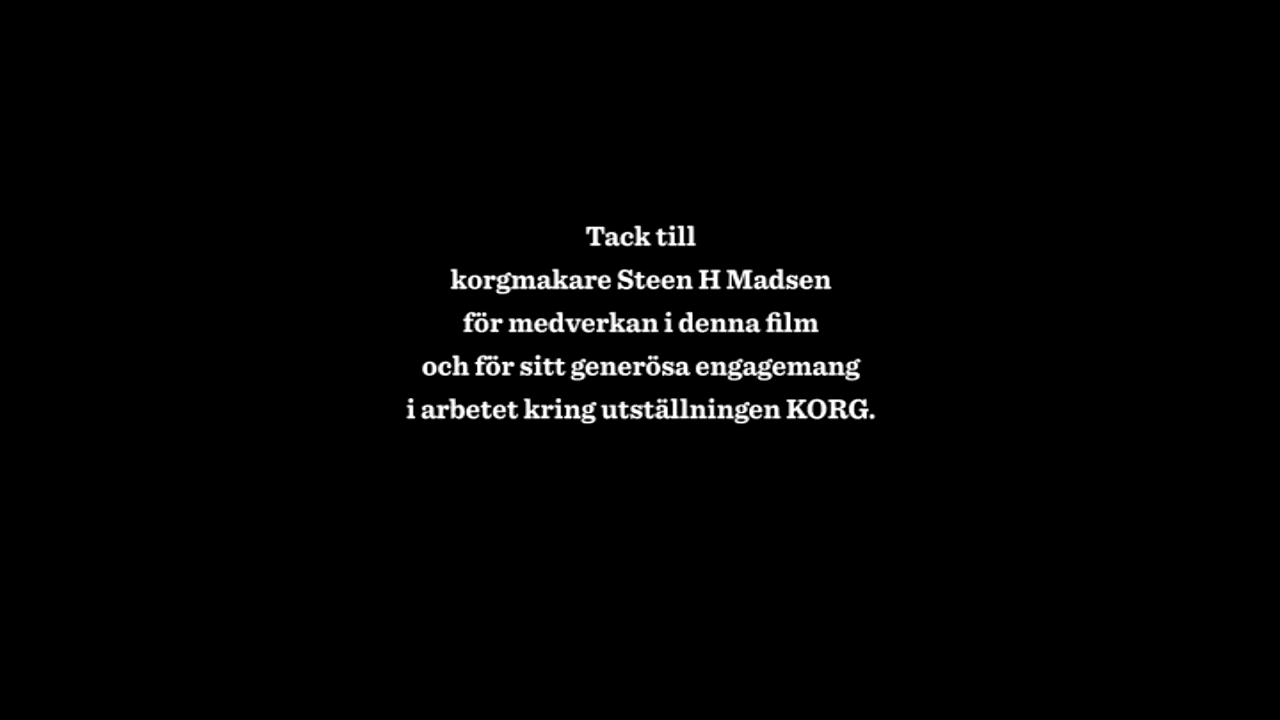 Tack till
korgmakare Steen H Madsen
för medverkan i denna film
och för sitt generösa engagemang
i arbetet kring utställningen KORG.